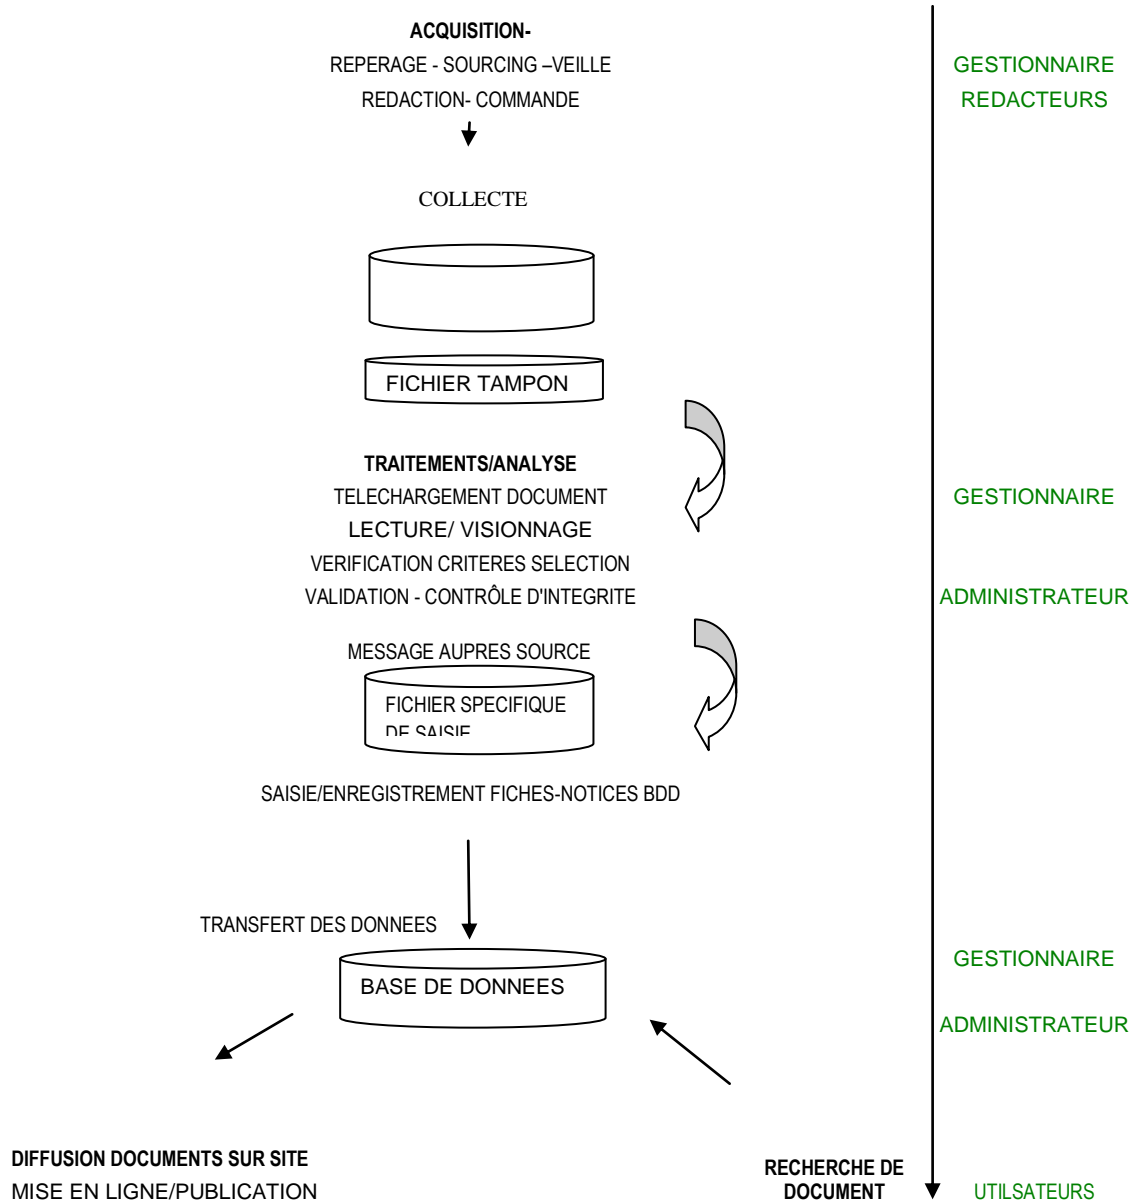 ACQUISITION-
REPERAGE - SOURCING –VEILLE
GESTIONNAIRE
REDACTION- COMMANDE
REDACTEURS
COLLECTE
FICHIER TAMPON
TRAITEMENTS/ANALYSE
TELECHARGEMENT DOCUMENT
GESTIONNAIRE
LECTURE/ VISIONNAGE
VERIFICATION CRITERES SELECTION
VALIDATION - CONTRÔLE D'INTEGRITE
ADMINISTRATEUR
MESSAGE AUPRES SOURCE
FICHIER SPECIFIQUE
DE SAISIE
SAISIE/ENREGISTREMENT FICHES-NOTICES BDD
TRANSFERT DES DONNEES
GESTIONNAIRE
BASE DE DONNEES
ADMINISTRATEUR
DIFFUSION DOCUMENTS SUR SITE
MISE EN LIGNE/PUBLICATION
RECHERCHE DE
DOCUMENT
UTILSATEURS